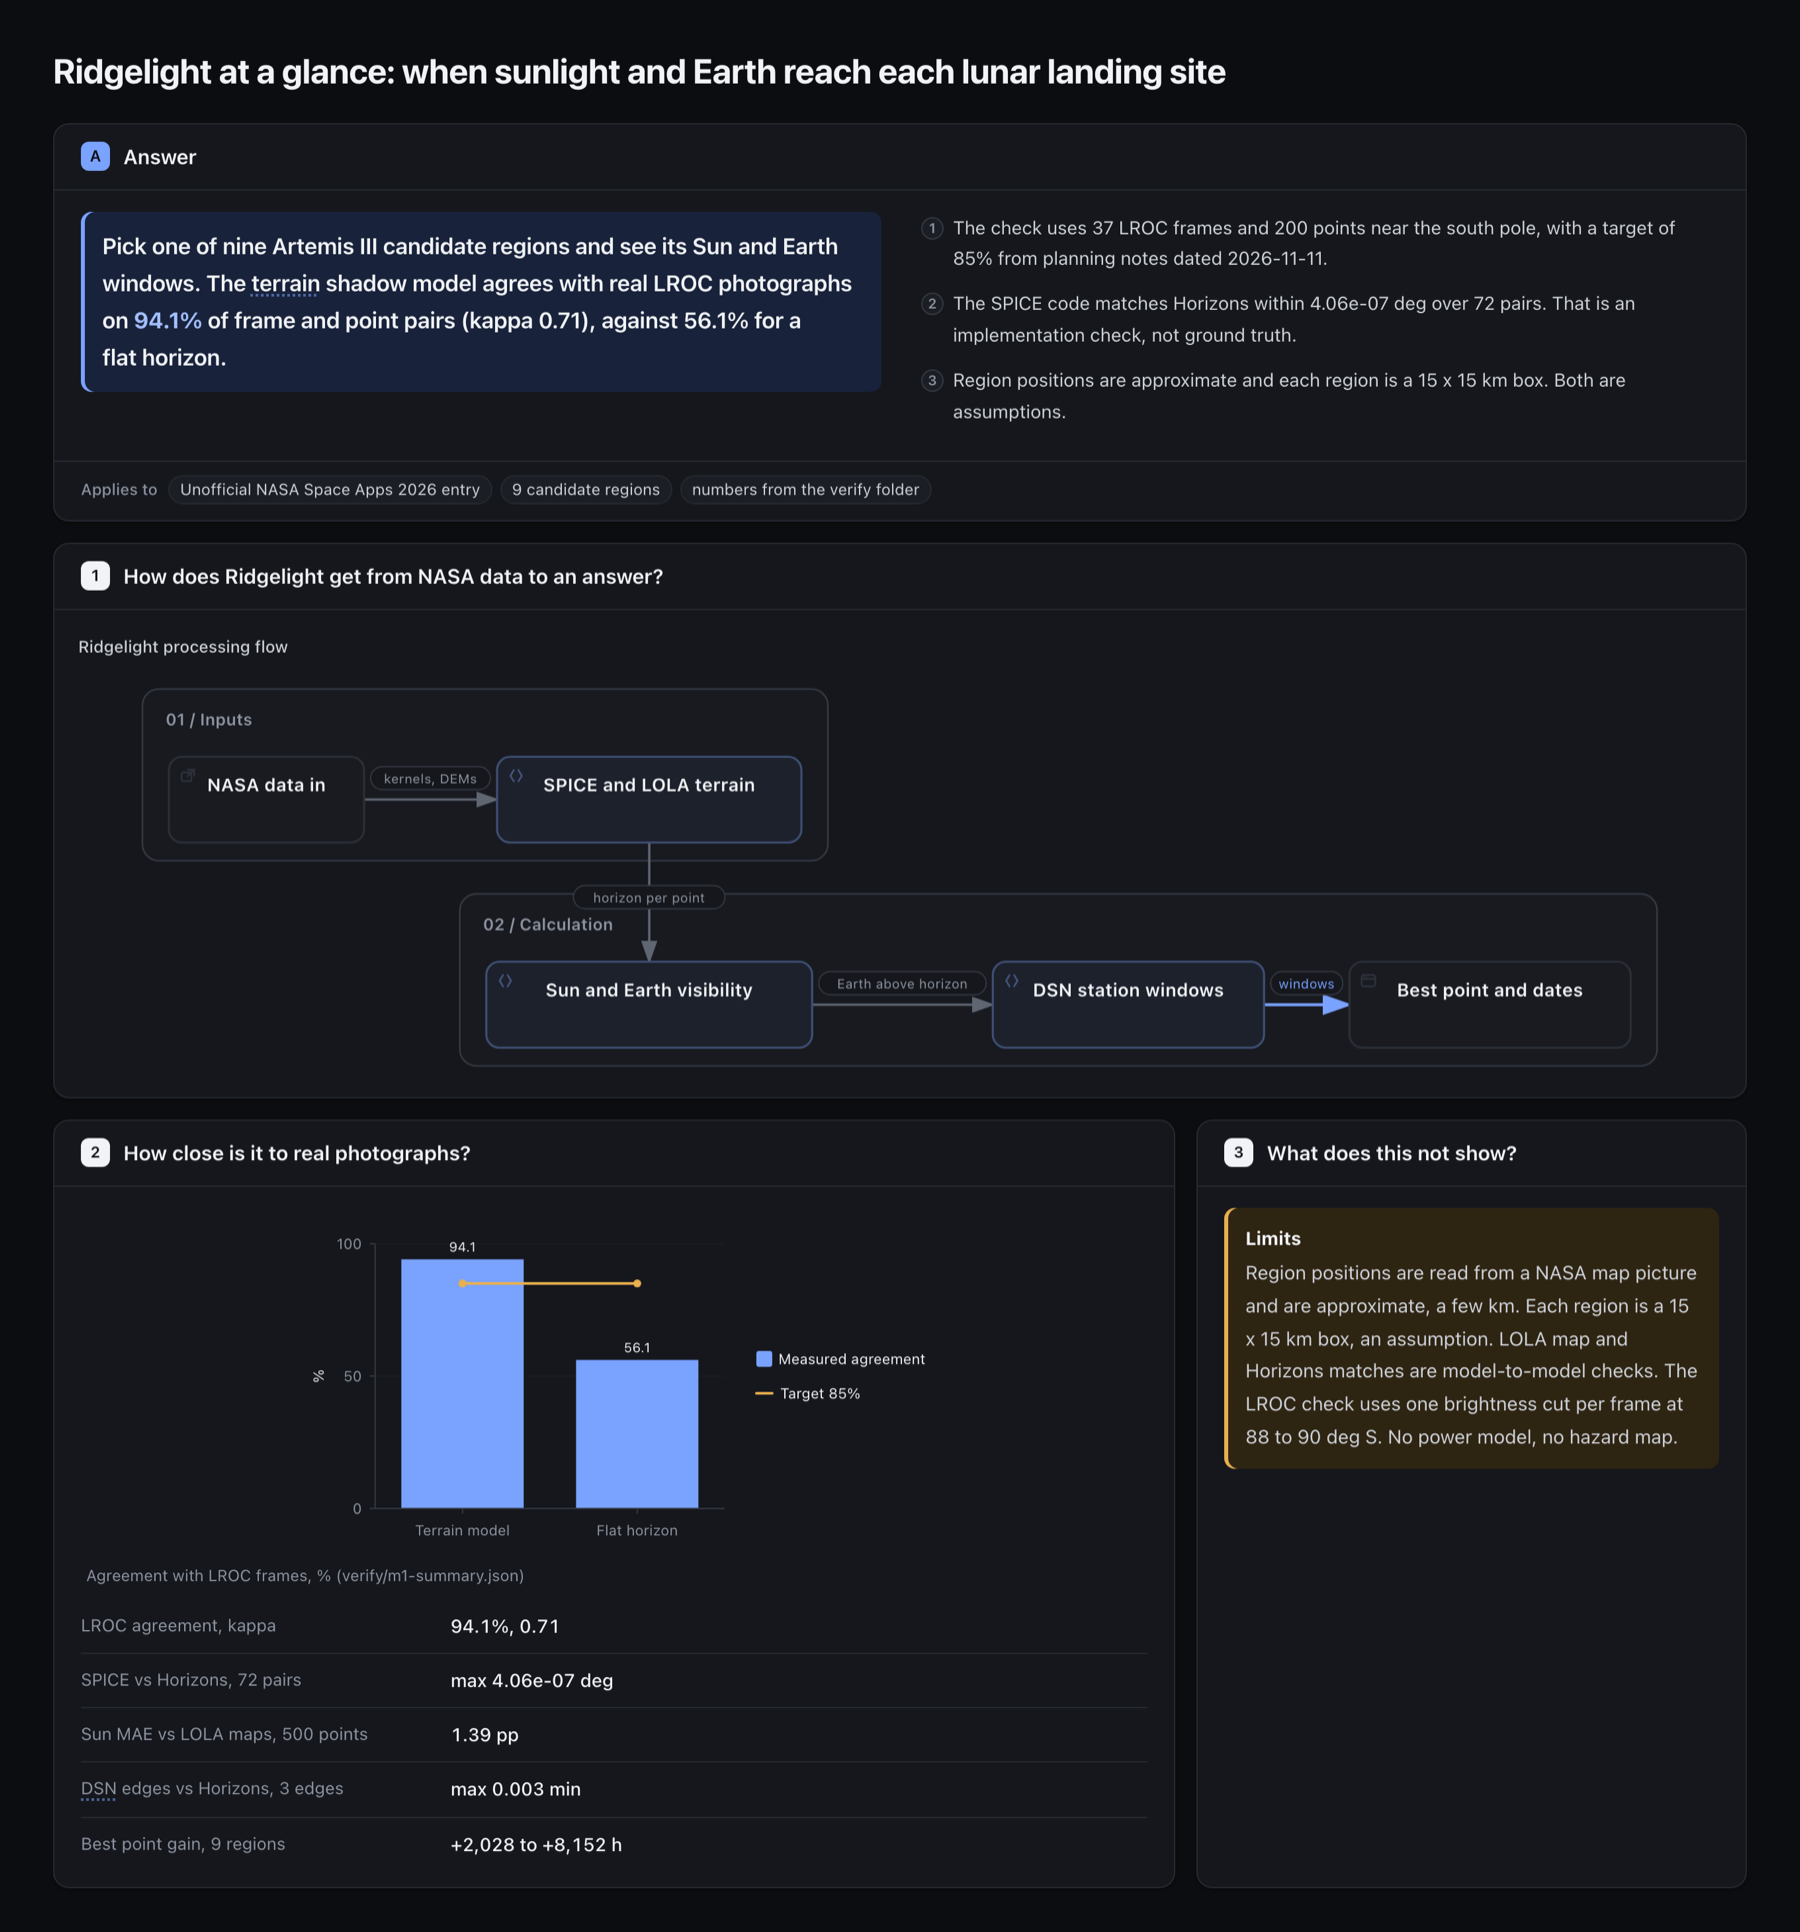 Ridgelight at a glance: when sunlight and Earth reach each lunar landing site
A Answer
Pick one of nine Artemis III candidate regions and see its Sun and Earth
windows. The terrain shadow model agrees with real LROC photographs
on 94.1% of frame and point pairs (kappa 0.71), against 56.1% for a
flat horizon.
1 The check uses 37 LROC frames and 200 points near the south pole, with a target of
85% from planning notes dated 2026-11-11.
2 The SPICE code matches Horizons within 4.06e-07 deg over 72 pairs. That is an
implementation check, not ground truth.
3 Region positions are approximate and each region is a 15 x 15 km box. Both are
assumptions.
Applies to Unofficial NASA Space Apps 2026 entry 9 candidate regions numbers from the verify folder
1 How does Ridgelight get from NASA data to an answer?
Ridgelight processing flow
01 / Inputs
NASA data in
kernels, DEMs
SPICE and LOLA terrain
horizon per point
02 / Calculation
Sun and Earth visibility
Earth above horizon
DSN station windows
windows
Best point and dates
2 How close is it to real photographs?
100
50
0
%
94.1
56.1
Terrain model
Flat horizon
Measured agreement
Target 85%
Agreement with LROC frames, % (verify/m1-summary.json)
LROC agreement, kappa 94.1%, 0.71
SPICE vs Horizons, 72 pairs max 4.06e-07 deg
Sun MAE vs LOLA maps, 500 points 1.39 pp
DSN edges vs Horizons, 3 edges max 0.003 min
Best point gain, 9 regions +2,028 to +8,152 h
3 What does this not show?
Limits
Region positions are read from a NASA map picture
and are approximate, a few km. Each region is a 15
x 15 km box, an assumption. LOLA map and
Horizons matches are model-to-model checks. The
LROC check uses one brightness cut per frame at
88 to 90 deg S. No power model, no hazard map.